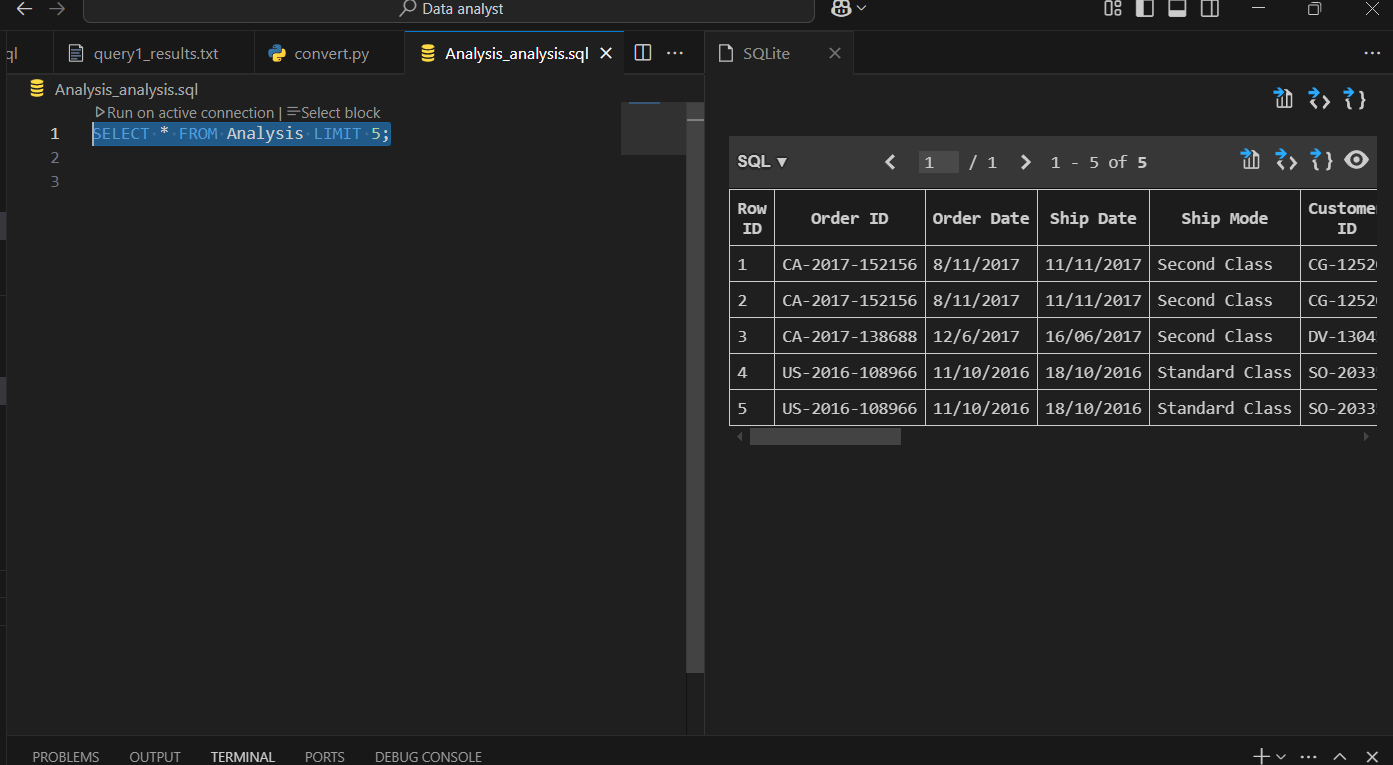 Data analyst
ql
query1_results.txt
convert.py
Analysis_analysis.sql
SQLite
Analysis_analysis.sql
Run on active connection | Select block
1 SELECT * FROM Analysis LIMIT 5;
2
3
SQL 1 / 1 1 - 5 of 5
Row ID Order ID Order Date Ship Date Ship Mode Custome ID
1 CA-2017-152156 8/11/2017 11/11/2017 Second Class CG-1252
2 CA-2017-152156 8/11/2017 11/11/2017 Second Class CG-1252
3 CA-2017-138688 12/6/2017 16/06/2017 Second Class DV-1304
4 US-2016-108966 11/10/2016 18/10/2016 Standard Class SO-2033
5 US-2016-108966 11/10/2016 18/10/2016 Standard Class SO-2033
PROBLEMS OUTPUT TERMINAL PORTS DEBUG CONSOLE